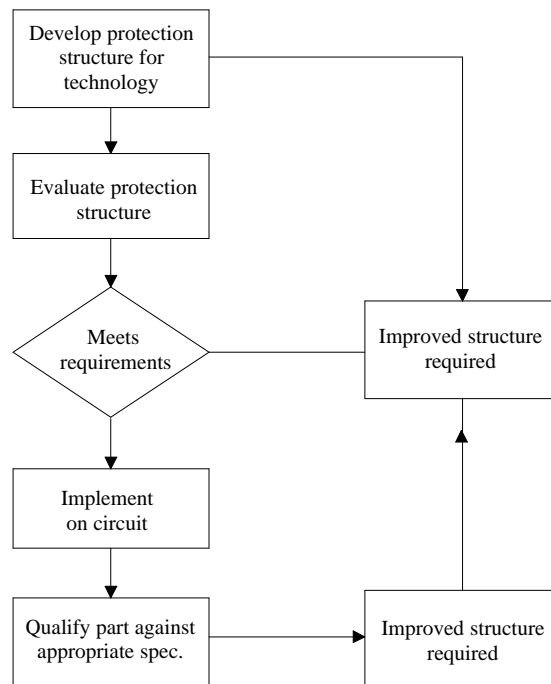 Develop protection
structure for
technology
Evaluate protection
structure
Meets
requirements
Improved structure
required
Implement
on circuit
Qualify part against
appropriate spec.
Improved structure
required